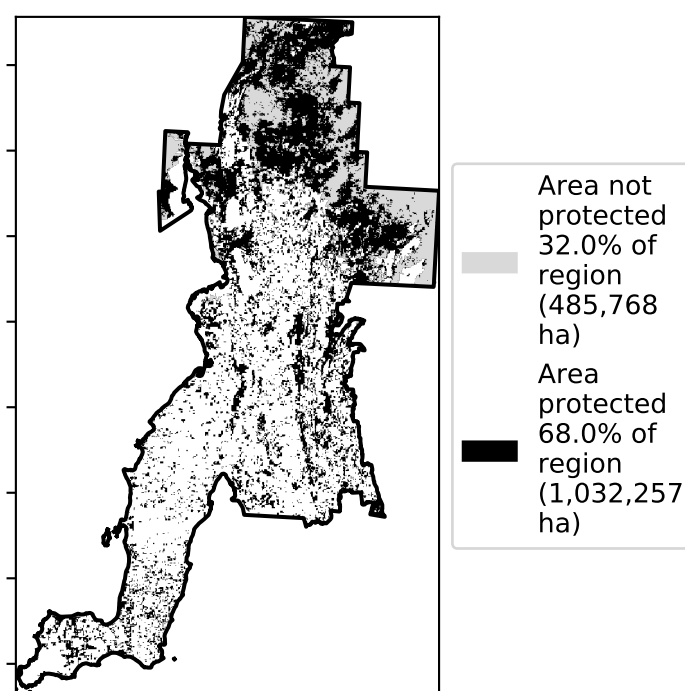 Area not
protected
32.0% of
region
(485,768
ha)
Area
protected
68.0% of
region
(1,032,257
ha)